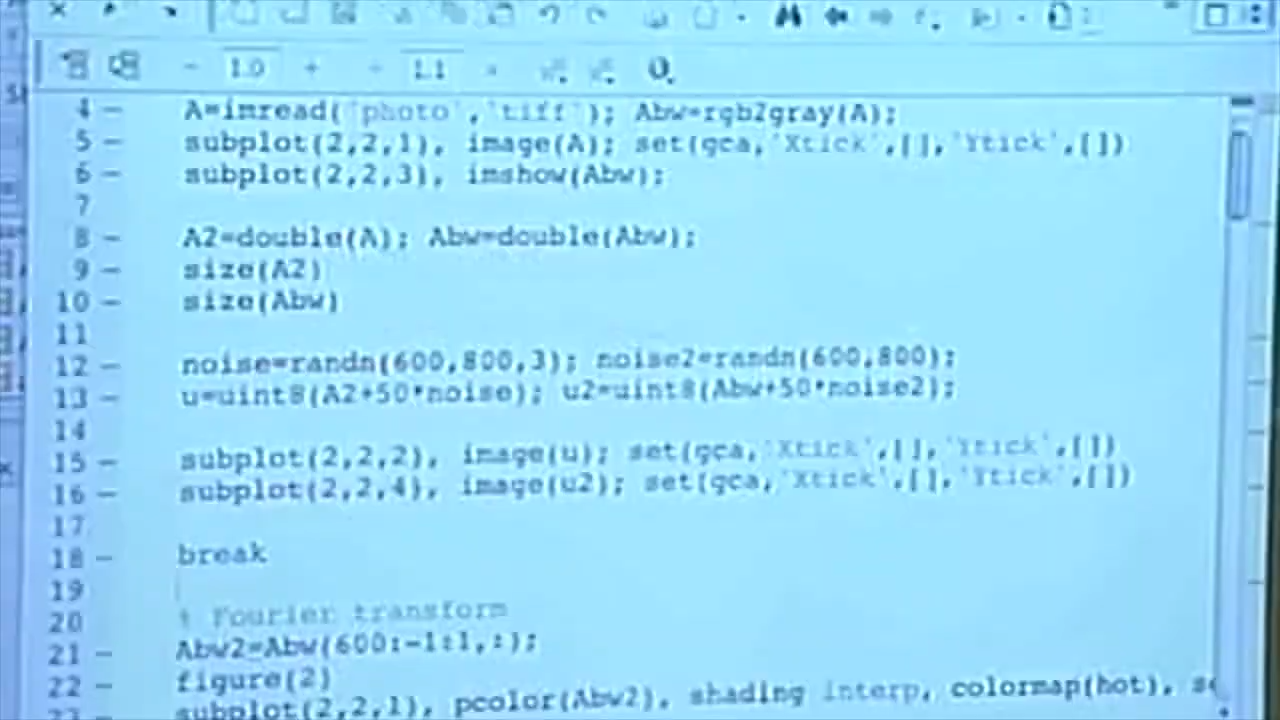 1.0
1.1
4 – A=imread('photo','tiff'); Abw=rgb2gray(A);
5 – subplot(2,2,1), image(A); set(gca,'Xtick',[],'Ytick',[])
6 – subplot(2,2,3), imshow(Abw);
7
8 – A2=double(A); Abw=double(Abw);
9 – size(A2)
10 – size(Abw)
11
12 – noise=randn(600,800,3); noise2=randn(600,800);
13 – u=uint8(A2+50*noise); u2=uint8(Abw+50*noise2);
14
15 – subplot(2,2,2), image(u); set(gca,'Xtick',[],'Ytick',[])
16 – subplot(2,2,4), image(u2); set(gca,'Xtick',[],'Ytick',[])
17
18 – break
19
20 % Fourier transform
21 – Abw2=Abw(600:-1:1,:);
22 – figure(2)
23 – subplot(2,2,1), pcolor(Abw2), shading interp, colormap(hot),